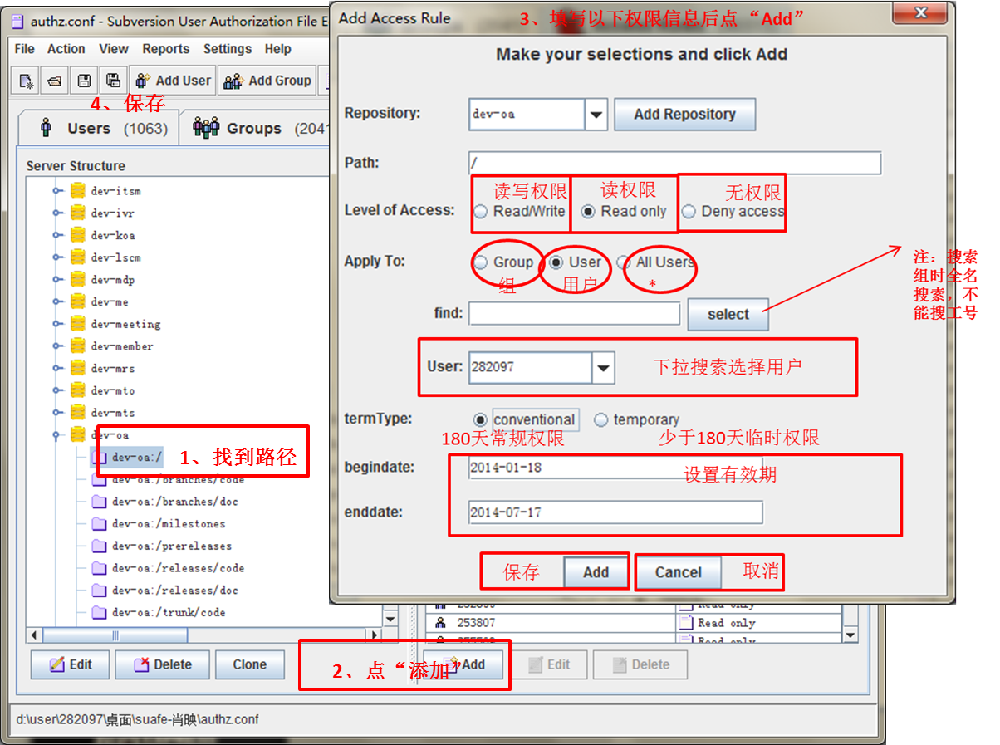 authz.conf - Subversion User Authorization File E
File Action View Reports Settings Help
Add User
Add Group
4、保存
Users (1063)
Groups (2041
Server Structure
dev-itsm
dev-ivr
dev-koa
dev-lscm
dev-mdp
dev-me
dev-meeting
dev-member
dev-mrs
dev-mto
dev-mts
dev-oa
dev-oa:/
1、找到路径
dev-oa:/branches/code
dev-oa:/branches/doc
dev-oa:/milestones
dev-oa:/prereleases
dev-oa:/releases/code
dev-oa:/releases/doc
dev-oa:/trunk/code
Edit
Delete
Clone
2、点“添加”
Add
Edit
Delete
253807
Read only
Read only
Read only
d:\user\282097\桌面\suafe-肖映\authz.conf
Add Access Rule
3、填写以下权限信息后点“Add”
Make your selections and click Add
Repository:
dev-oa
Add Repository
Path:
/
读写权限
读权限
无权限
Level of Access:
Read/Write
Read only
Deny access
Apply To:
Group
User
All Users
组
用户
*
find:
select
注：搜索
组时全名
搜索，不
能搜工号
User:
282097
下拉搜索选择用户
termType:
conventional
temporary
180天常规权限
少于180天临时权限
begindate:
2014-01-18
设置有效期
enddate:
2014-07-17
保存
Add
Cancel
取消